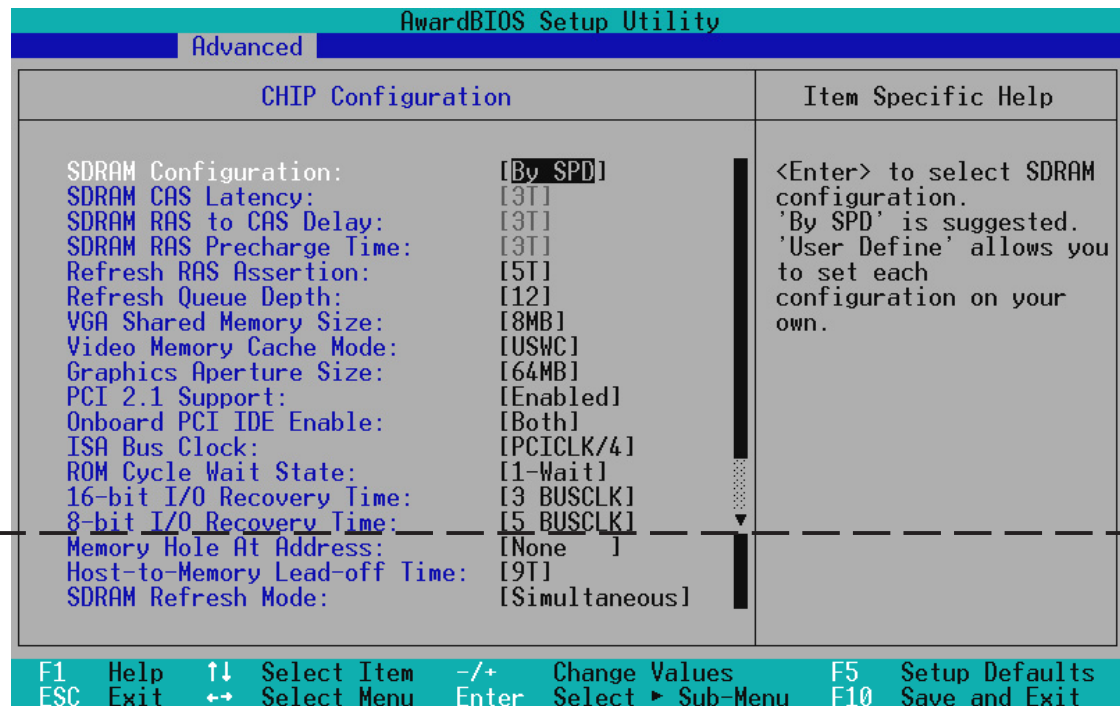 AwardBIOS Setup Utility
Advanced
CHIP Configuration
SDRAM Configuration: [By SPD]
SDRAM CAS Latency: [3T]
SDRAM RAS to CAS Delay: [3T]
SDRAM RAS Precharge Time: [3T]
Refresh RAS Assertion: [5T]
Refresh Queue Depth: [12]
VGA Shared Memory Size: [8MB]
Video Memory Cache Mode: [USWC]
Graphics Aperture Size: [64MB]
PCI 2.1 Support: [Enabled]
Onboard PCI IDE Enable: [Both]
ISA Bus Clock: [PCICLK/4]
ROM Cycle Wait State: [1-Wait]
16-bit I/O Recovery Time: [3 BUSCLK]
8-bit I/O Recovery Time: [5 BUSCLK]
Memory Hole At Address: [None ]
Host-to-Memory Lead-off Time: [9T]
SDRAM Refresh Mode: [Simultaneous]
Item Specific Help
<Enter> to select SDRAM
configuration.
'By SPD' is suggested.
'User Define' allows you
to set each
configuration on your
own.
F1 Help ↑↓ Select Item -/+ Change Values F5 Setup Defaults
ESC Exit ←→ Select Menu Enter Select ► Sub-Menu F10 Save and Exit